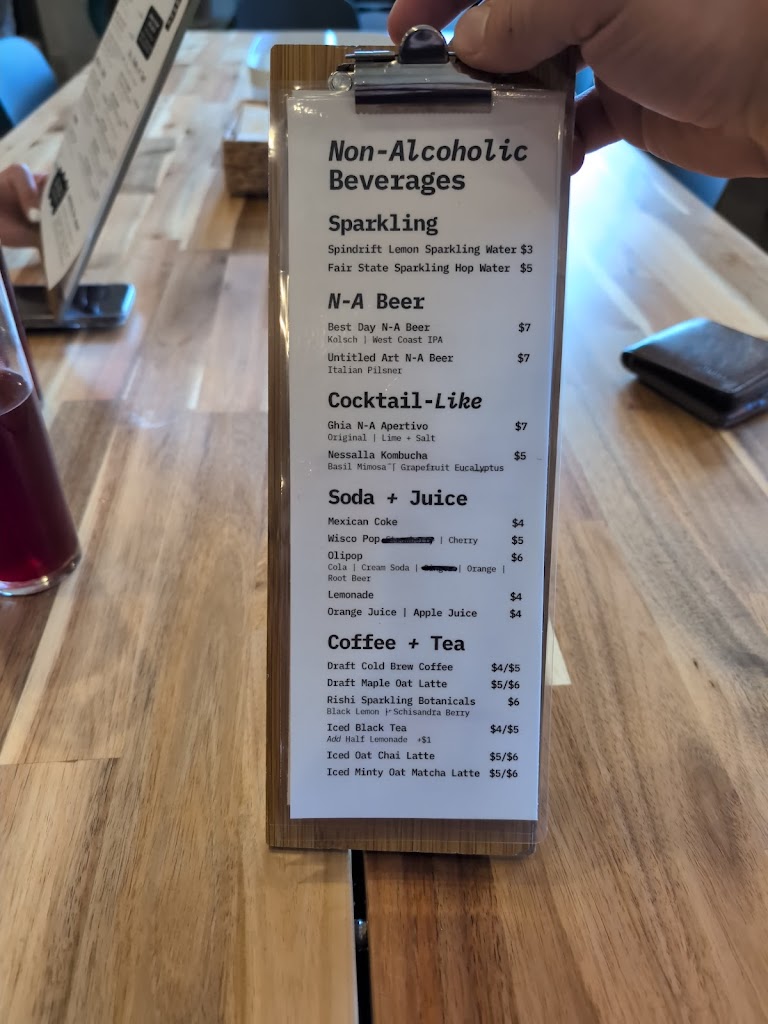 Non-Alcoholic
Beverages
Sparkling
Spindrift Lemon Sparkling Water $3
Fair State Sparkling Hop Water $5
N-A Beer
Best Day N-A Beer $7
Kolsch | West Coast IPA
Untitled Art N-A Beer $7
Italian Pilsner
Cocktail-Like
Ghia N-A Apertivo $7
Original | Lime + Salt
Nessalla Kombucha $5
Basil Mimosa | Grapefruit Eucalyptus
Soda + Juice
Mexican Coke $4
Wisco Pop | Cherry $5
Olipop $6
Cola | Cream Soda | | Orange |
Root Beer
Lemonade $4
Orange Juice | Apple Juice $4
Coffee + Tea
Draft Cold Brew Coffee $4/$5
Draft Maple Oat Latte $5/$6
Rishi Sparkling Botanicals $6
Black Lemon | Schisandra Berry
Iced Black Tea $4/$5
Add Half Lemonade +$1
Iced Oat Chai Latte $5/$6
Iced Minty Oat Matcha Latte $5/$6